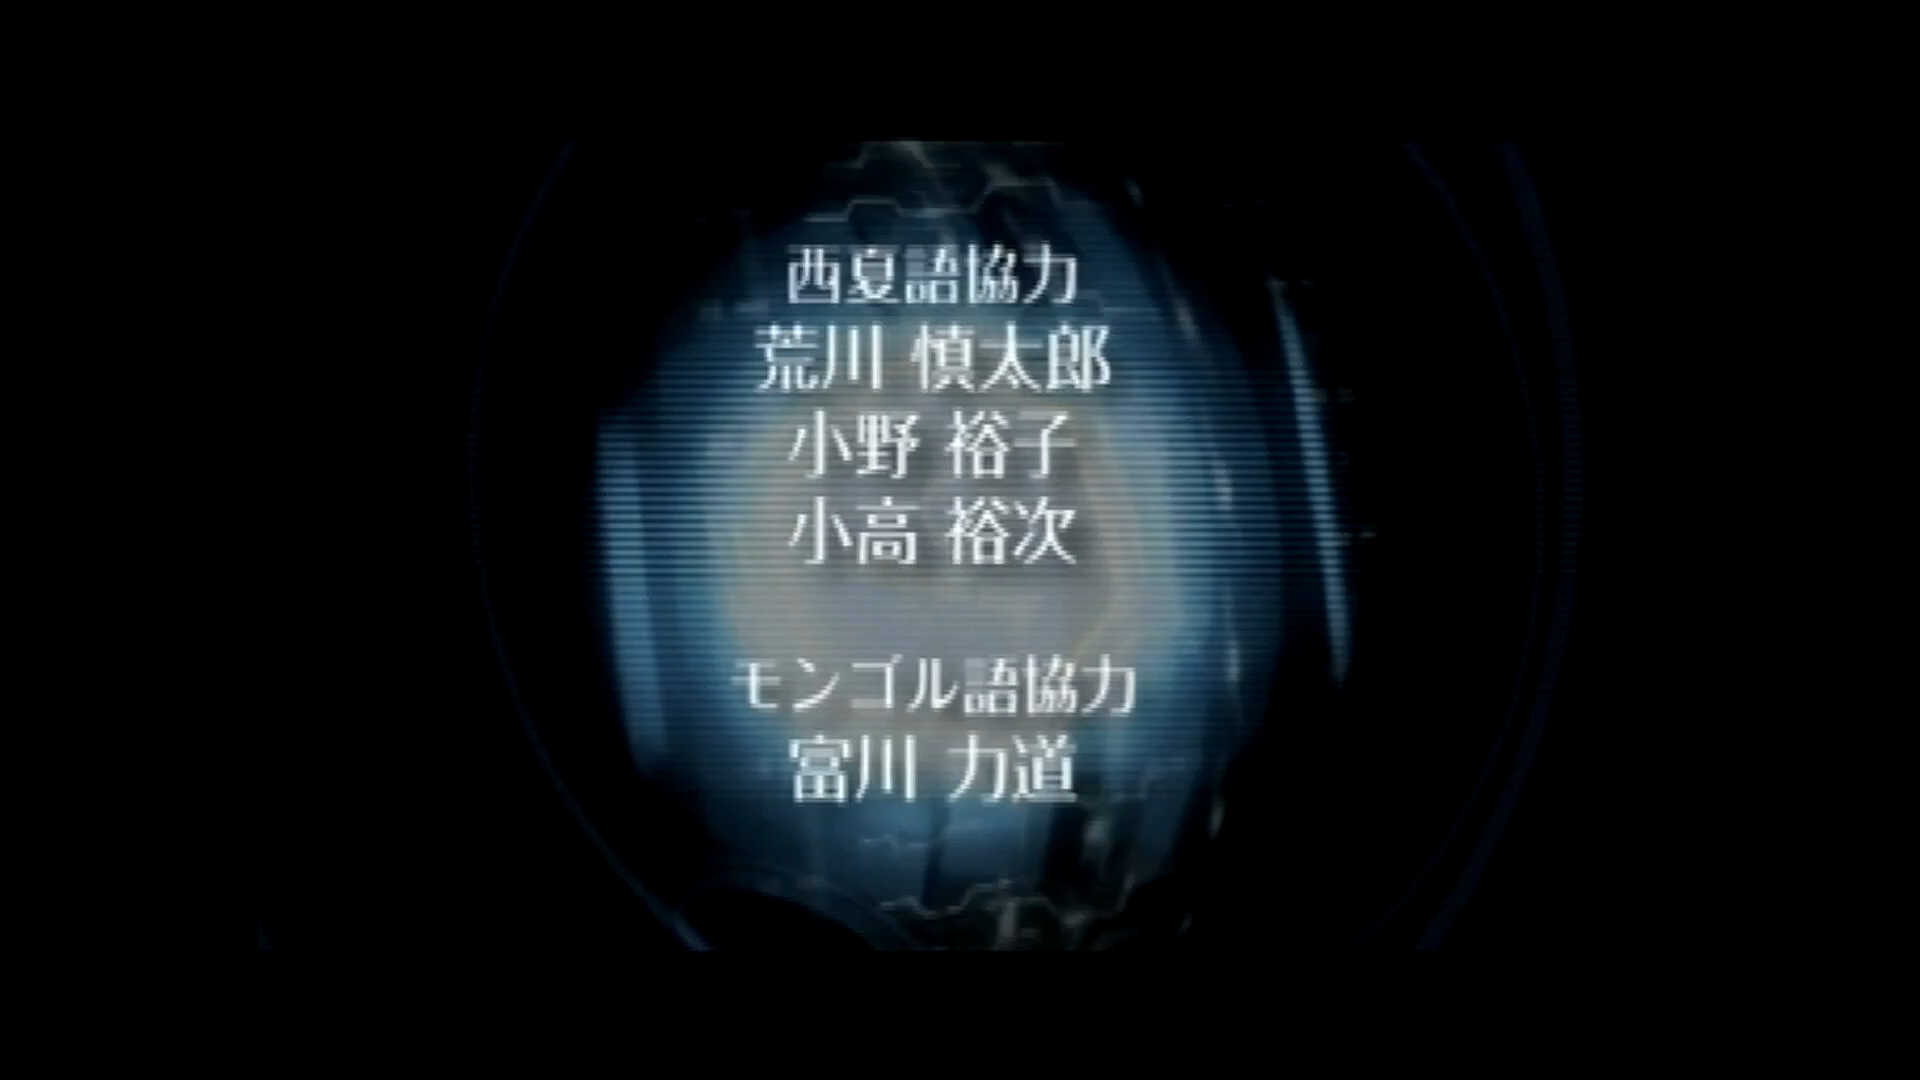 西夏語協力
荒川 慎太郎
小野 裕子
小高 裕次
モンゴル語協力
富川 力道